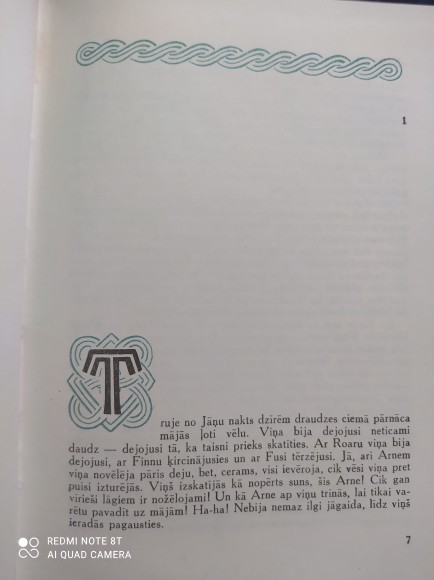 1
Truje no Jāņu nakts dzīrēm draudzes ciemā pārnāca
mājās ļoti vēlu. Viņa bija dejojusi neticami
daudz — dejojusi tā, ka taisni prieks skatīties. Ar Roaru viņa bija
dejojusi, ar Finnu ķircinājusies un ar Fusi tērzējusi. Jā, arī Arnem
viņa novēlēja pāris deju, bet, cerams, visi ievēroja, cik vēsi viņa pret
puisi izturējās. Viņš izskatījās kā nopērts suns, šis Arne! Cik gan
vīrieši lāgiem ir nožēlojami! Un kā Arne ap viņu trinās, lai tikai va-
rētu pavadīt uz mājām! Ha-ha! Nebija nemaz ilgi jāgaida, līdz viņš
ieradās pagausties.
7
REDMI NOTE 8T
AI QUAD CAMERA